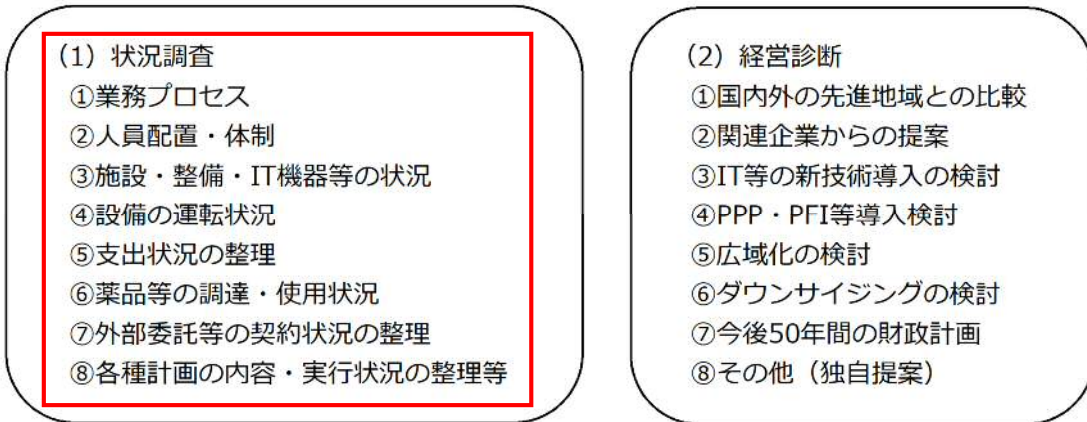 （1）状況調査
①業務プロセス
②人員配置・体制
③施設・整備・IT機器等の状況
④設備の運転状況
⑤支出状況の整理
⑥薬品等の調達・使用状況
⑦外部委託等の契約状況の整理
⑧各種計画の内容・実行状況の整理等
（2）経営診断
①国内外の先進地域との比較
②関連企業からの提案
③IT等の新技術導入の検討
④PPP・PFI等導入検討
⑤広域化の検討
⑥ダウンサイジングの検討
⑦今後50年間の財政計画
⑧その他（独自提案）